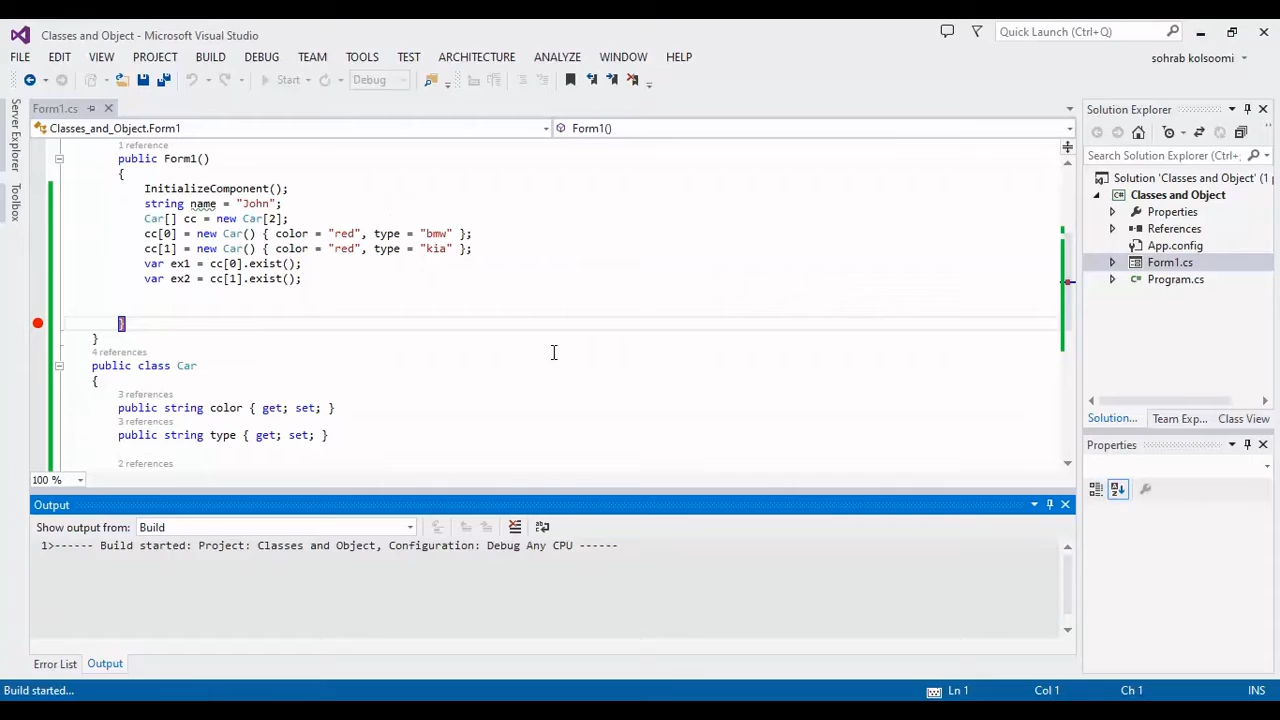 Classes and Object - Microsoft Visual Studio
Quick Launch (Ctrl+Q)
FILE EDIT VIEW PROJECT BUILD DEBUG TEAM TOOLS TEST ARCHITECTURE ANALYZE WINDOW HELP
sohrab kolsoomi
Start
Debug
Server Explorer
Toolbox
Form1.cs
Classes_and_Object.Form1
Form1()
1 reference
public Form1()
{
InitializeComponent();
string name = "John";
Car[] cc = new Car[2];
cc[0] = new Car() { color = "red", type = "bmw" };
cc[1] = new Car() { color = "red", type = "kia" };
var ex1 = cc[0].exist();
var ex2 = cc[1].exist();
}
}
4 references
public class Car
{
3 references
public string color { get; set; }
3 references
public string type { get; set; }
2 references
100 %
Output
Show output from: Build
1>------ Build started: Project: Classes and Object, Configuration: Debug Any CPU ------
Error List
Output
Solution Explorer
Search Solution Explorer (Ctrl+
Solution 'Classes and Object' (1 p
Classes and Object
Properties
References
App.config
Form1.cs
Program.cs
Solution... Team Exp... Class View
Properties
Build started...
Ln 1
Col 1
Ch 1
INS